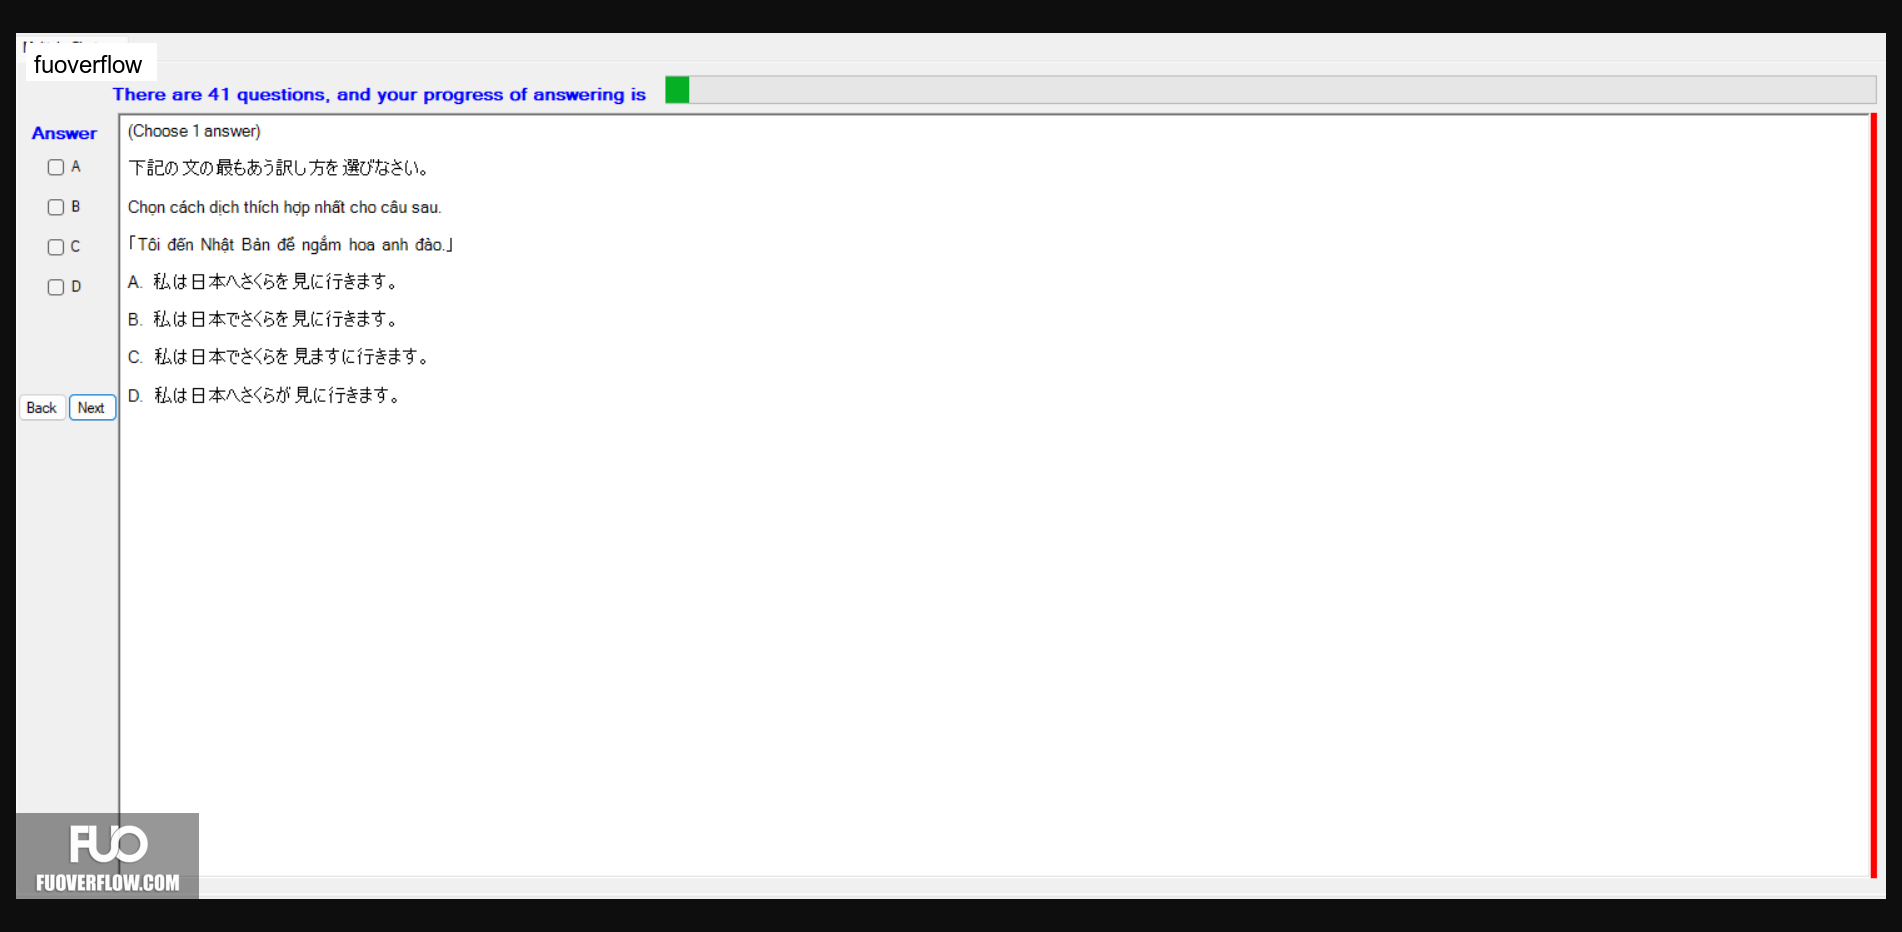 fuoverflow
There are 41 questions, and your progress of answering is
Answer
(Choose 1 answer)
A
下記の文の最もあう訳し方を選びなさい。
B
Chọn cách dịch thích hợp nhất cho câu sau.
C
「Tôi đến Nhật Bản để ngắm hoa anh đào.」
D
A. 私は日本へさくらを見に行きます。
B. 私は日本でさくらを見に行きます。
C. 私は日本でさくらを見ますに行きます。
D. 私は日本へさくらが見に行きます。
Back Next
FUO
FUOVERFLOW.COM